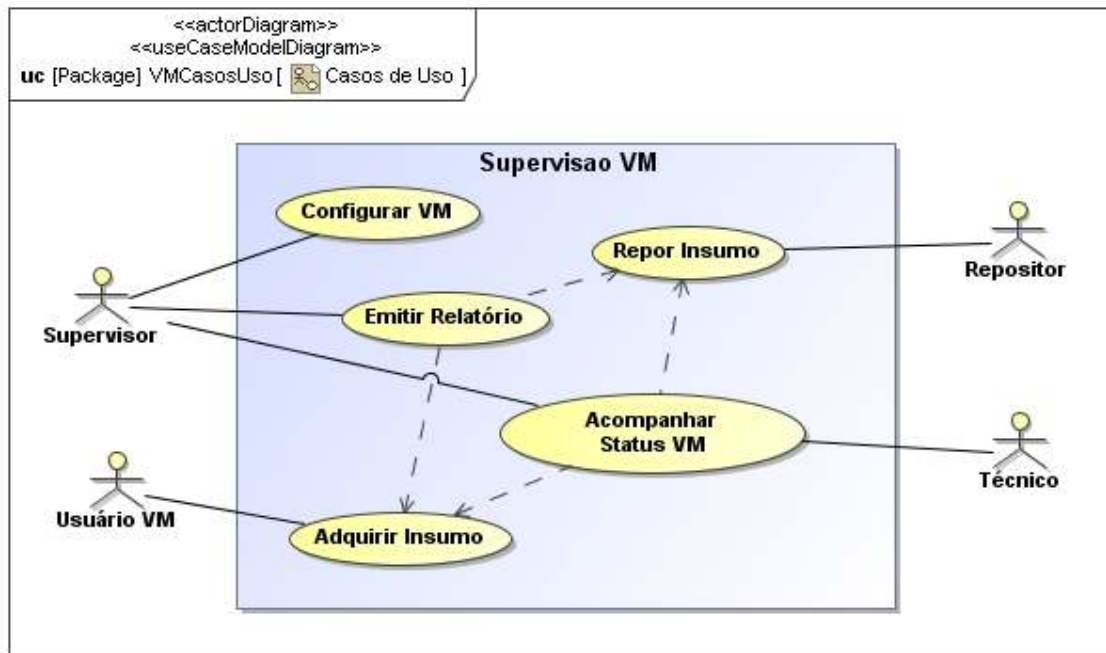 <<actorDiagram>>
<<useCaseModelDiagram>>
uc [Package] VMCasosUso [ Casos de Uso ]
Supervisao VM
Configurar VM
Repor Insumo
Repositor
Emitir Relatório
Supervisor
Acompanhar
Status VM
Técnico
Usuário VM
Adquirir Insumo